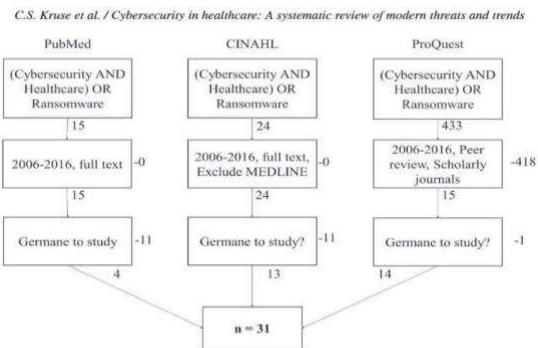 C.S. Kruse et al. / Cybersecurity in healthcare: A systematic review of modern threats and trends
PubMed
CINAHL
ProQuest
(Cybersecurity AND
Healthcare) OR
Ransomware
(Cybersecurity AND
Healthcare) OR
Ransomware
(Cybersecurity AND
Healthcare) OR
Ransomware
15
24
433
2006-2016, full text
-0
2006-2016, full text,
Exclude MEDLINE
-0
2006-2016, Peer
review, Scholarly
journals
-418
15
24
15
Germane to study
-11
Germane to study?
-11
Germane to study?
-1
4
13
14
n = 31